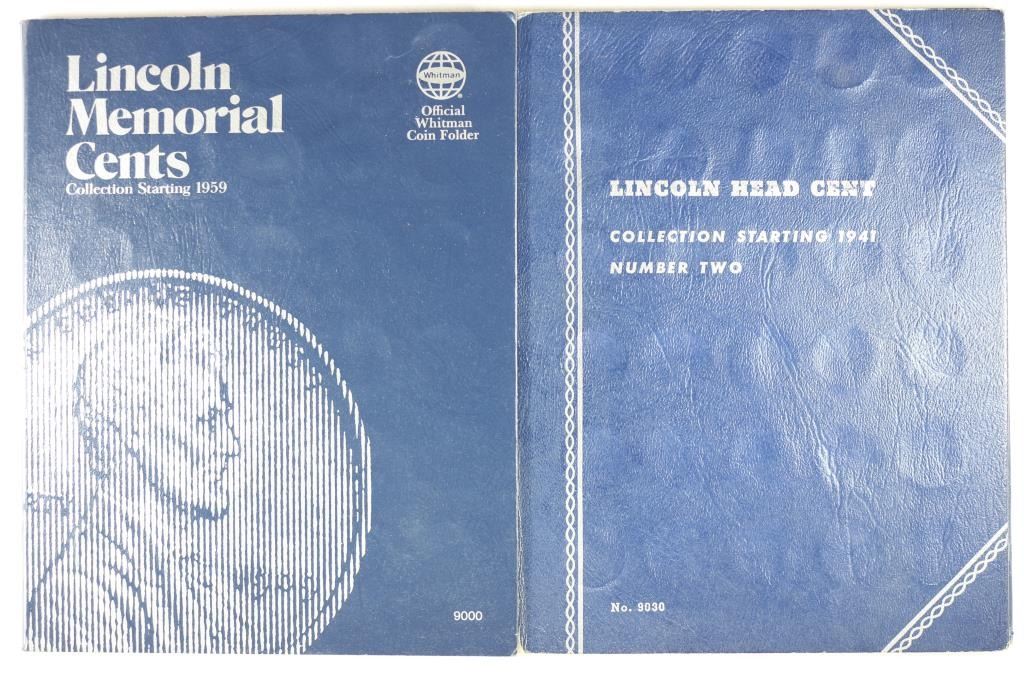 Lincoln
Memorial
Cents
Collection Starting 1959
Whitman
Official
Whitman
Coin Folder
9000
LINCOLN HEAD CENT
COLLECTION STARTING 1941
NUMBER TWO
No. 9030